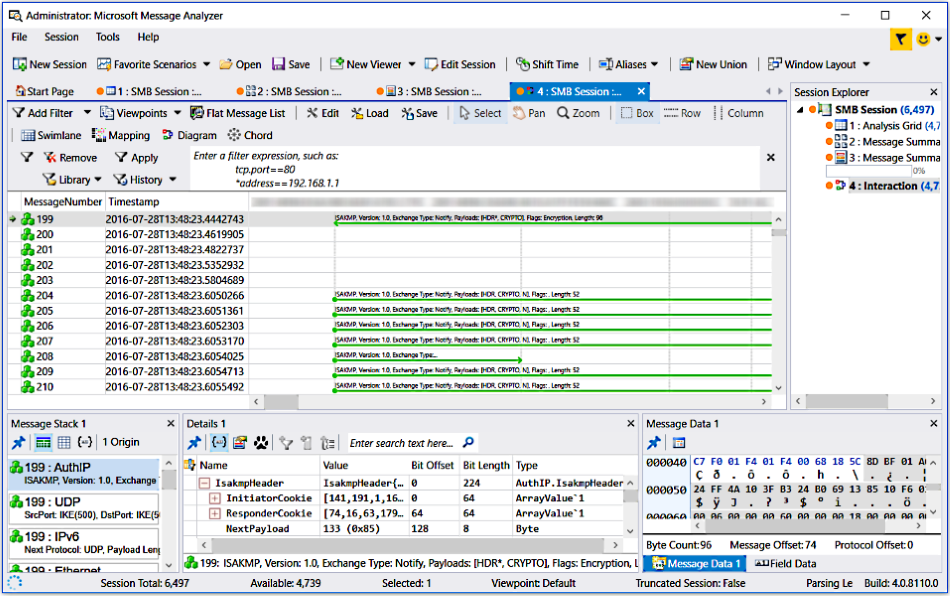 Administrator: Microsoft Message Analyzer
File Session Tools Help
New Session Favorite Scenarios Open Save New Viewer Edit Session Shift Time Aliases New Union Window Layout
Start Page 1 : SMB Session :... 2 : SMB Session :... 3 : SMB Session :... 4 : SMB Session :...
Add Filter Viewpoints Flat Message List Edit Load Save Select Pan Zoom Box Row Column
Swimlane Mapping Diagram Chord
Remove Apply
Library History
Enter a filter expression, such as:
tcp.port==80
*address==192.168.1.1
MessageNumber Timestamp
199 2016-07-28T13:48:23.4442743 ISAKMP, Version: 1.0, Exchange Type: Notify, Payloads: [HDR*, CRYPTO], Flags: Encryption, Length: 96
200 2016-07-28T13:48:23.4619905
201 2016-07-28T13:48:23.4822737
202 2016-07-28T13:48:23.5352932
203 2016-07-28T13:48:23.5804689
204 2016-07-28T13:48:23.6050266 ISAKMP, Version: 1.0, Exchange Type: Notify, Payloads: [HDR, CRYPTO, N], Flags: , Length: 52
205 2016-07-28T13:48:23.6051361 ISAKMP, Version: 1.0, Exchange Type: Notify, Payloads: [HDR, CRYPTO, N], Flags: , Length: 52
206 2016-07-28T13:48:23.6052303 ISAKMP, Version: 1.0, Exchange Type: Notify, Payloads: [HDR, CRYPTO, N], Flags: , Length: 52
207 2016-07-28T13:48:23.6053170 ISAKMP, Version: 1.0, Exchange Type: Notify, Payloads: [HDR, CRYPTO, N], Flags: , Length: 52
208 2016-07-28T13:48:23.6054025 ISAKMP, Version: 1.0, Exchange Type:...
209 2016-07-28T13:48:23.6054713 ISAKMP, Version: 1.0, Exchange Type: Notify, Payloads: [HDR, CRYPTO, N], Flags: , Length: 52
210 2016-07-28T13:48:23.6055492 ISAKMP, Version: 1.0, Exchange Type: Notify, Payloads: [HDR, CRYPTO, N], Flags: , Length: 52
Session Explorer
SMB Session (6,497)
1 : Analysis Grid (4,7
2 : Message Summa
3 : Message Summa
0%
4 : Interaction (4,7
Message Stack 1
1 Origin
199 : AuthIP
ISAKMP, Version: 1.0, Exchange
199 : UDP
SrcPort: IKE(500), DstPort: IKE(5
199 : IPv6
Next Protocol: UDP, Payload Leng
199 : Ethernet
Details 1
Enter search text here...
Name Value Bit Offset Bit Length Type
IsakmpHeader IsakmpHeader{… 0 224 AuthIP.IsakmpHeader
InitiatorCookie [141,191,1,16… 0 64 ArrayValue`1
ResponderCookie [74,16,63,179… 64 64 ArrayValue`1
NextPayload 133 (0x85) 128 8 Byte
199: ISAKMP, Version: 1.0, Exchange Type: Notify, Payloads: [HDR*, CRYPTO], Flags: Encryption, L
Message Data 1
000040 C7 F0 01 F4 01 F4 00 68 18 5C 8D BF 01 A
Ç ð . ô . ô . h . \ . ¿ . ¡
000050 24 FF 4A 10 3F B3 24 B0 69 13 85 10 F6 0
$ ÿ J . ? ³ $ ° i . . . ö .
000060 00 06 00 00 00 60 00 00 00 18 00 00 00
Byte Count:96 Message Offset:74 Protocol Offset:0
Message Data 1 Field Data
Session Total: 6,497 Available: 4,739 Selected: 1 Viewpoint: Default Truncated Session: False Parsing Le Build: 4.0.8110.0